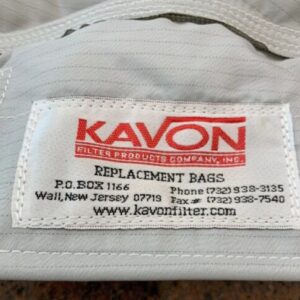 KAVON
FILTER PRODUCTS COMPANY, INC.
REPLACEMENT BAGS
P.O. BOX 1166 Phone (732) 938-3135
Wall, New Jersey 07719 Fax# (732) 938-7540
www.kavonfilter.com